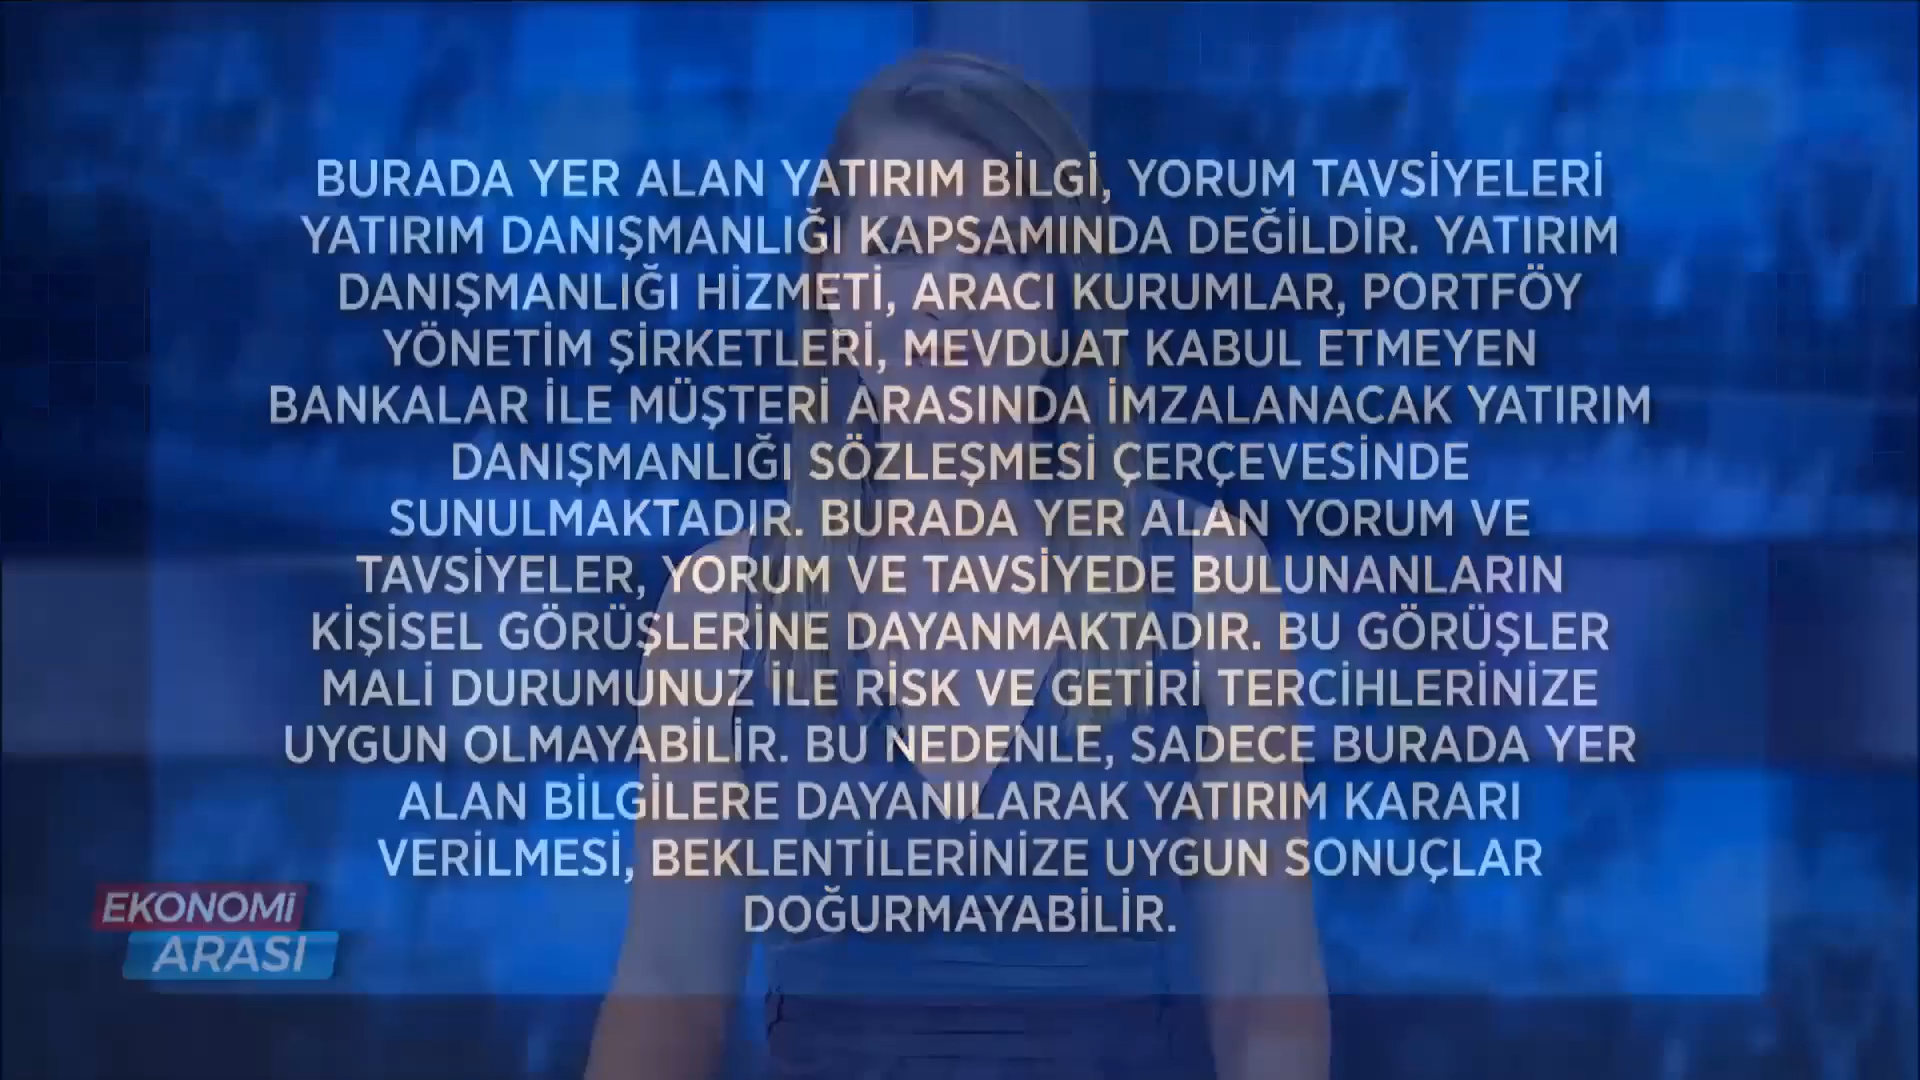 BURADA YER ALAN YATIRIM BİLGİ, YORUM TAVSİYELERİ
YATIRIM DANIŞMANLIĞI KAPSAMINDA DEĞİLDİR. YATIRIM
DANIŞMANLIĞI HİZMETİ, ARACI KURUMLAR, PORTFÖY
YÖNETİM ŞİRKETLERİ, MEVDUAT KABUL ETMEYEN
BANKALAR İLE MÜŞTERİ ARASINDA İMZALANACAK YATIRIM
DANIŞMANLIĞI SÖZLEŞMESİ ÇERÇEVESİNDE
SUNULMAKTADIR. BURADA YER ALAN YORUM VE
TAVSİYELER, YORUM VE TAVSİYEDE BULUNANLARIN
KİŞİSEL GÖRÜŞLERİNE DAYANMAKTADIR. BU GÖRÜŞLER
MALİ DURUMUNUZ İLE RİSK VE GETİRİ TERCİHLERİNİZE
UYGUN OLMAYABİLİR. BU NEDENLE, SADECE BURADA YER
ALAN BİLGİLERE DAYANILARAK YATIRIM KARARI
VERİLMESİ, BEKLENTİLERİNİZE UYGUN SONUÇLAR
DOĞURMAYABİLİR.
EKONOMİ
ARASI